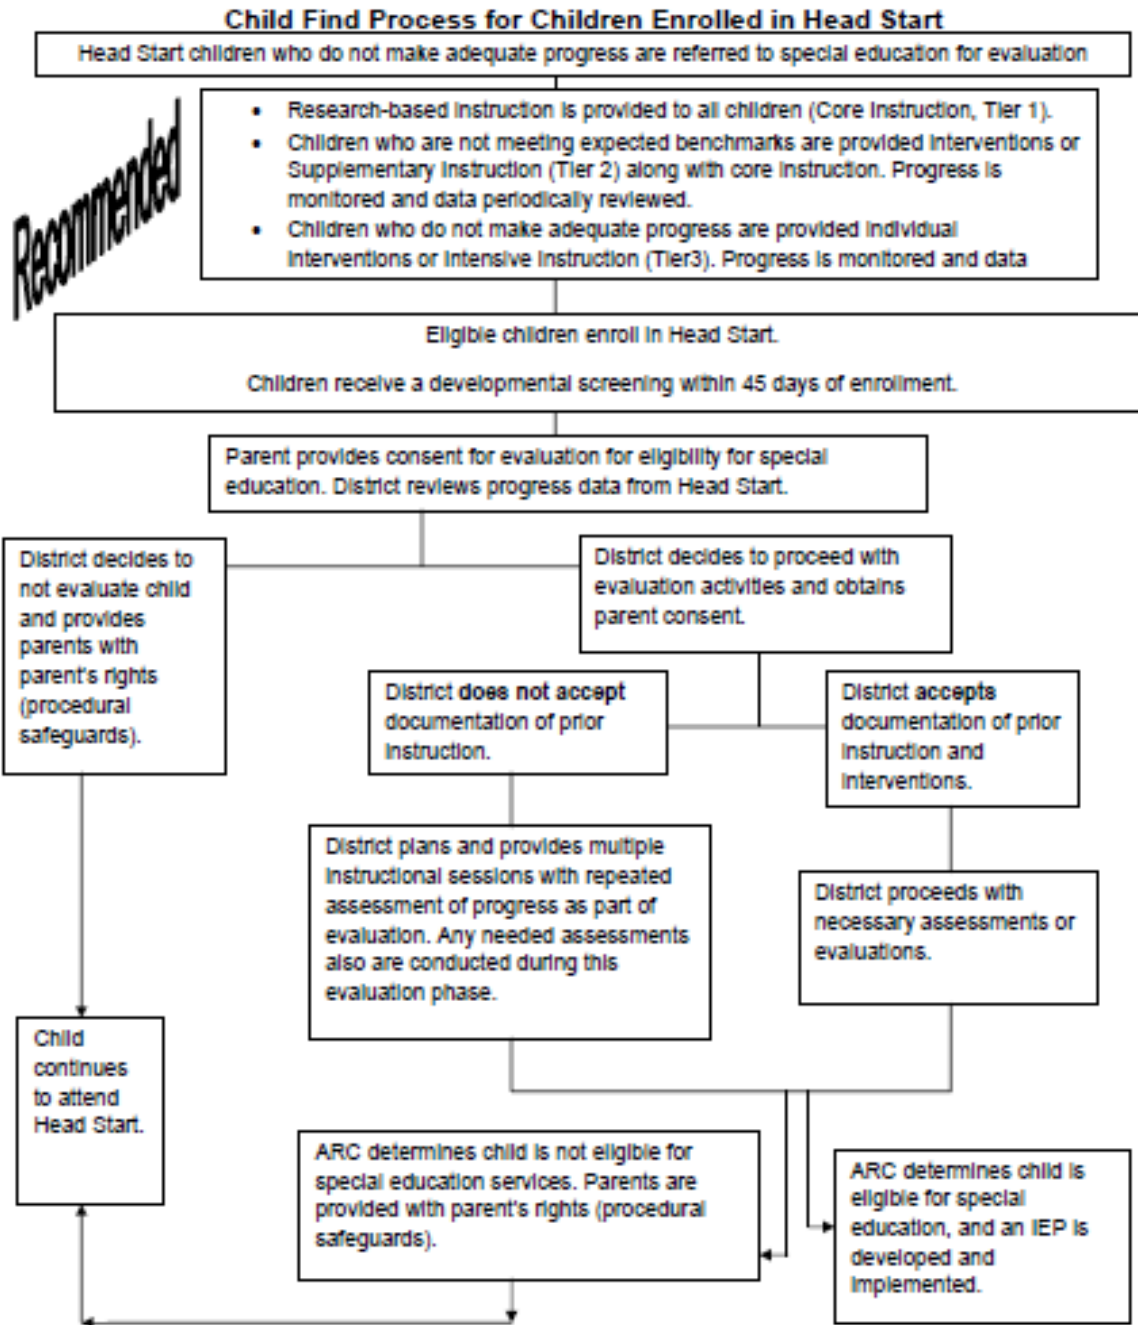 Child Find Process for Children Enrolled in Head Start
Head Start children who do not make adequate progress are referred to special education for evaluation
Recommended
• Research-based instruction is provided to all children (Core Instruction, Tier 1).
• Children who are not meeting expected benchmarks are provided interventions or
Supplementary Instruction (Tier 2) along with core instruction. Progress is
monitored and data periodically reviewed.
• Children who do not make adequate progress are provided individual
interventions or intensive instruction (Tier3). Progress is monitored and data
Eligible children enroll in Head Start.
Children receive a developmental screening within 45 days of enrollment.
Parent provides consent for evaluation for eligibility for special
education. District reviews progress data from Head Start.
District decides to
not evaluate child
and provides
parents with
parent's rights
(procedural
safeguards).
District decides to proceed with
evaluation activities and obtains
parent consent.
District does not accept
documentation of prior
instruction.
District accepts
documentation of prior
instruction and
interventions.
District plans and provides multiple
instructional sessions with repeated
assessment of progress as part of
evaluation. Any needed assessments
also are conducted during this
evaluation phase.
District proceeds with
necessary assessments or
evaluations.
Child
continues
to attend
Head Start.
ARC determines child is not eligible for
special education services. Parents are
provided with parent's rights (procedural
safeguards).
ARC determines child is
eligible for special
education, and an IEP is
developed and
implemented.